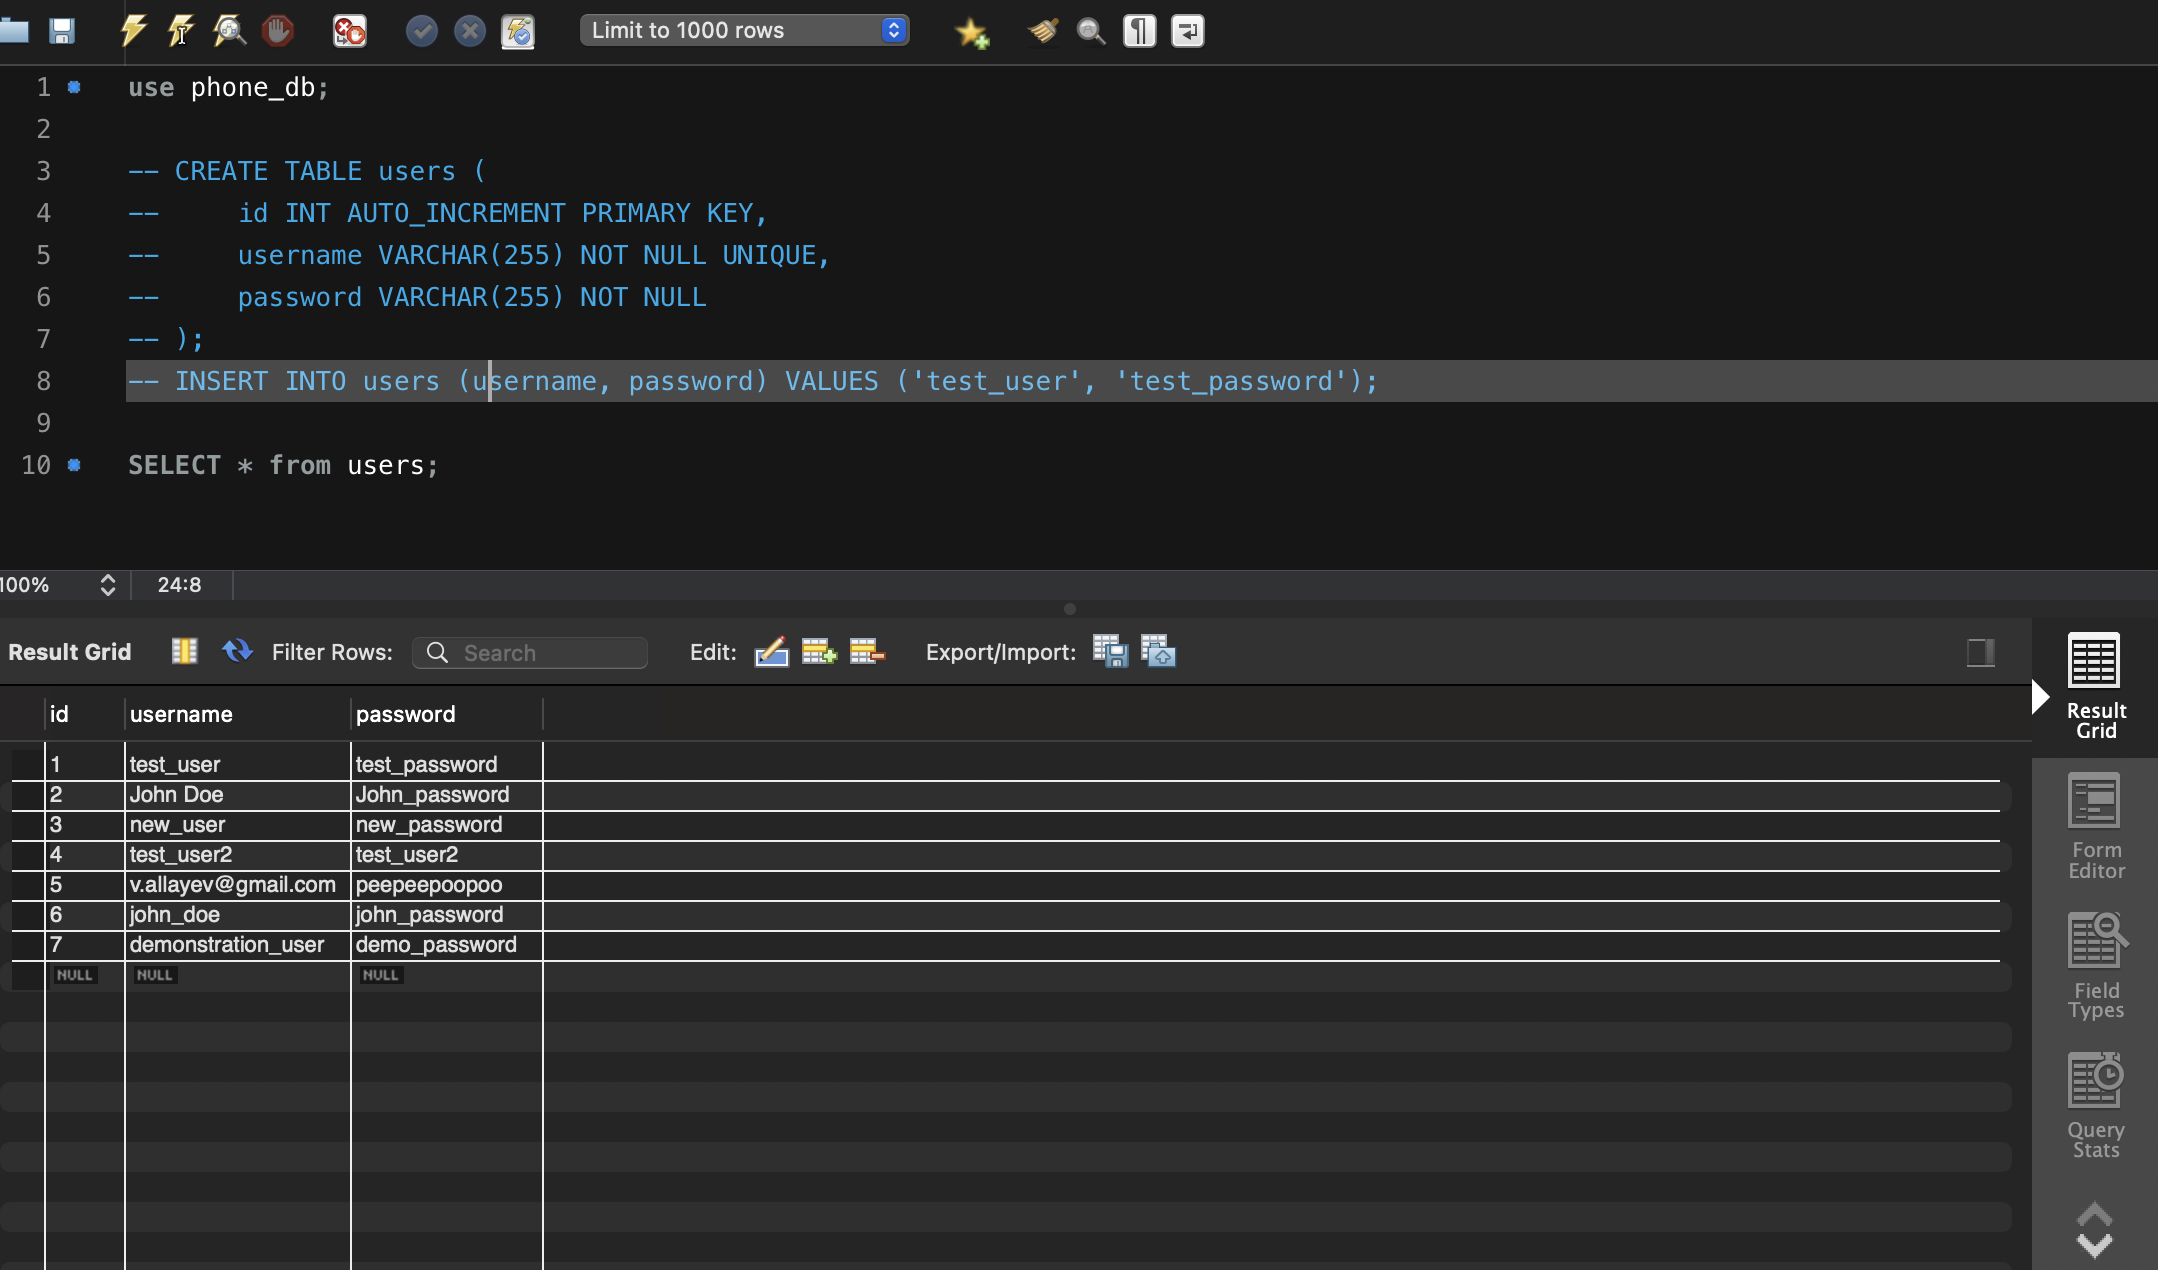 Limit to 1000 rows
1 use phone_db;
2
3 -- CREATE TABLE users (
4 --     id INT AUTO_INCREMENT PRIMARY KEY,
5 --     username VARCHAR(255) NOT NULL UNIQUE,
6 --     password VARCHAR(255) NOT NULL
7 -- );
8 -- INSERT INTO users (username, password) VALUES ('test_user', 'test_password');
9
10 SELECT * from users;
100% 24:8
Result Grid Filter Rows: Search Edit: Export/Import:
id username password
1 test_user test_password
2 John Doe John_password
3 new_user new_password
4 test_user2 test_user2
5 v.allayev@gmail.com peepeepoopoo
6 john_doe john_password
7 demonstration_user demo_password
NULL NULL NULL
Result
Grid
Form
Editor
Field
Types
Query
Stats